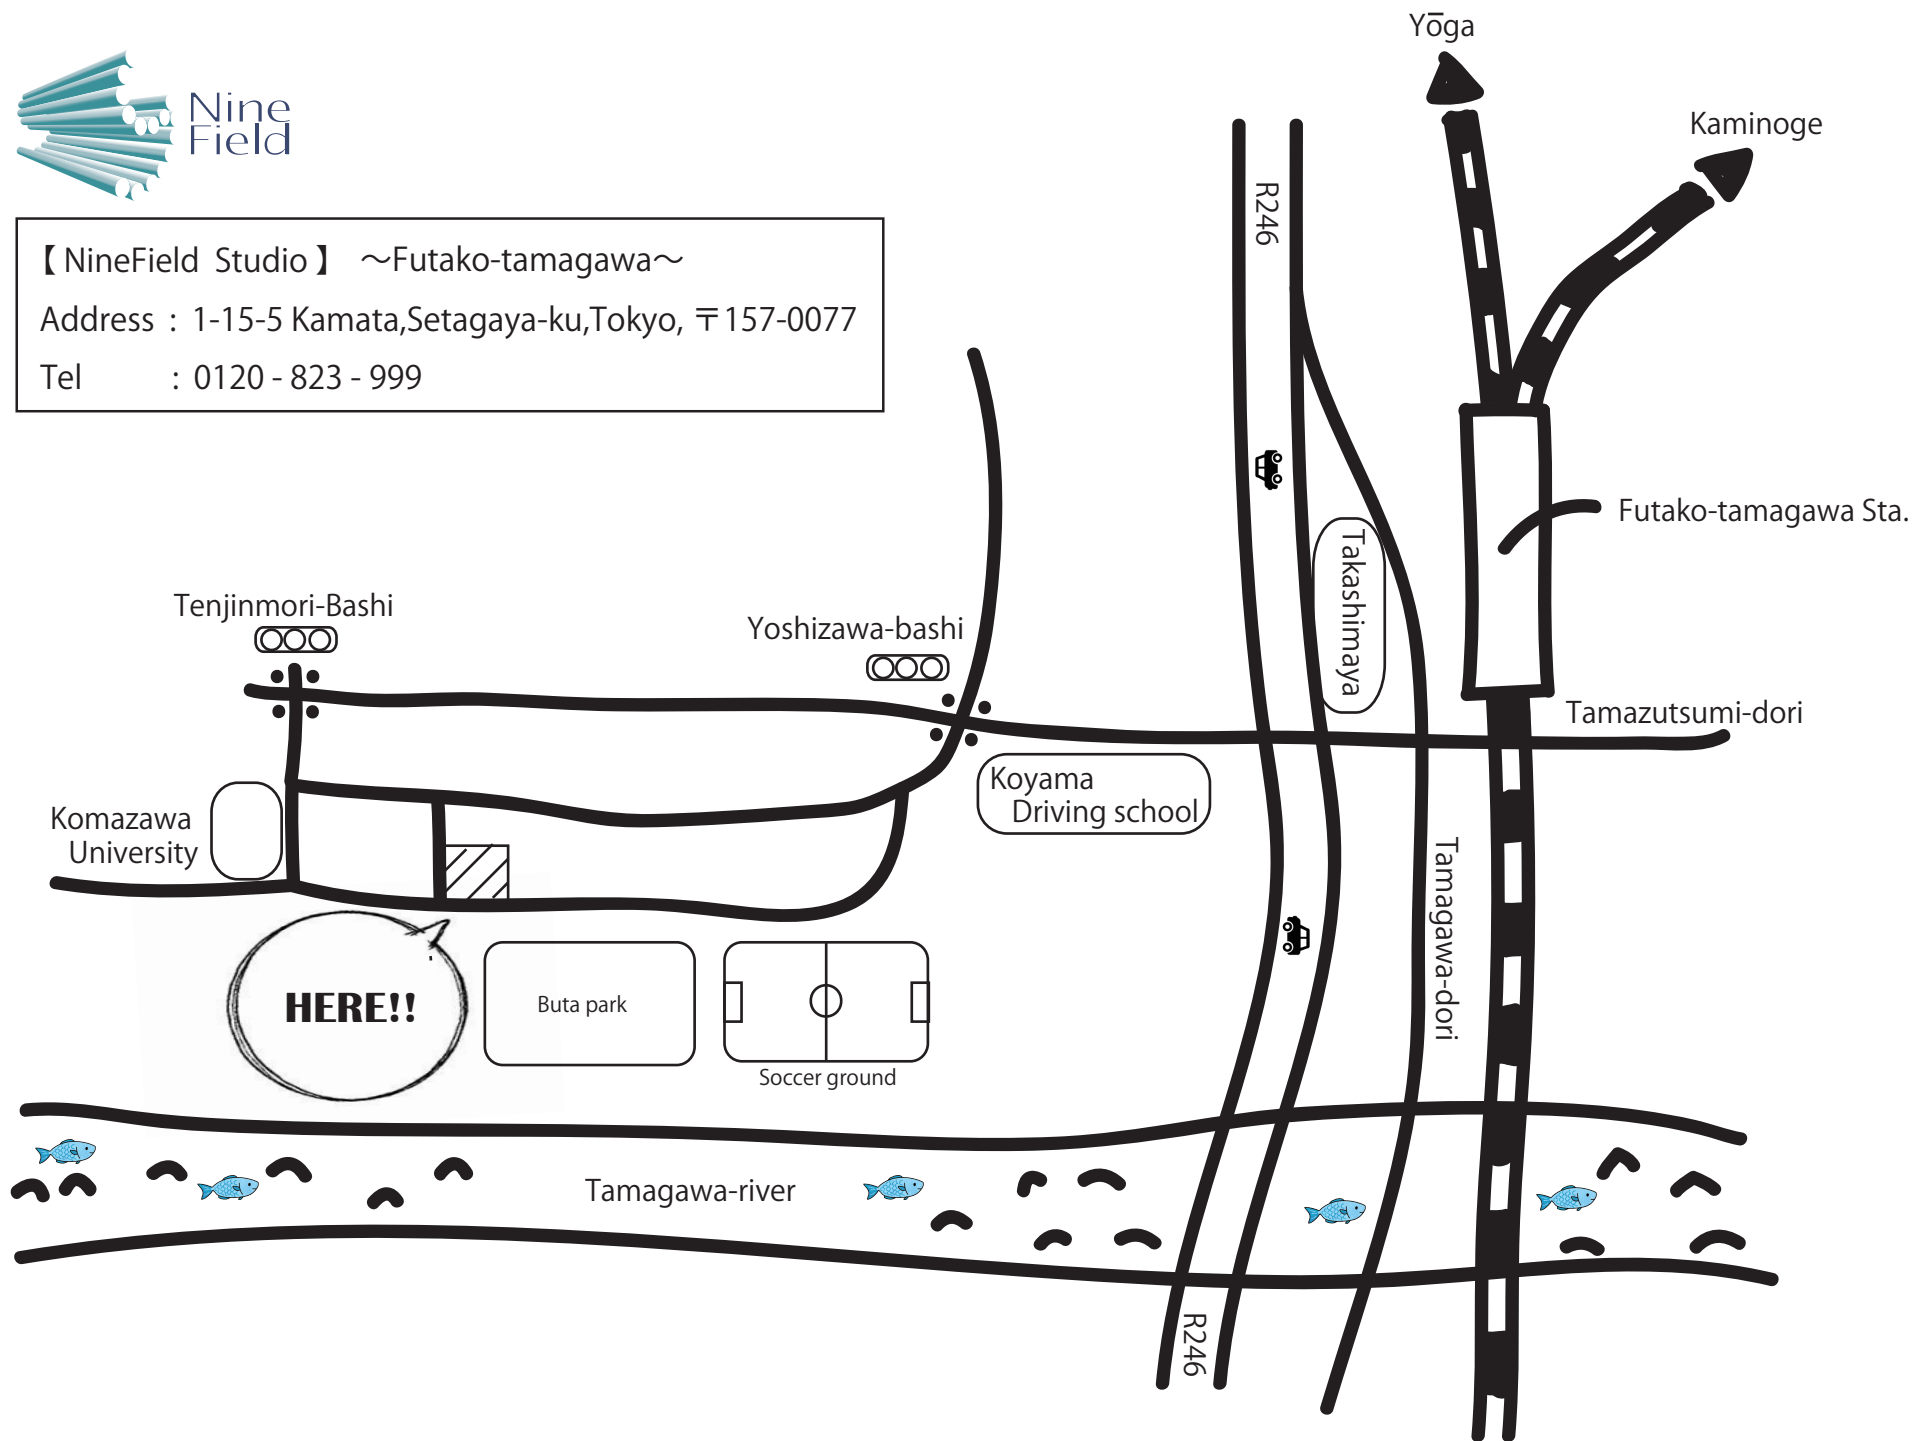 Nine
Field
【 NineField Studio 】 〜Futako-tamagawa〜
Address : 1-15-5 Kamata,Setagaya-ku,Tokyo, 〒157-0077
Tel : 0120 - 823 - 999
Yōga
Kaminoge
R246
Futako-tamagawa Sta.
Takashimaya
Tenjinmori-Bashi
Yoshizawa-bashi
Tamazutsumi-dori
Koyama
Driving school
Komazawa
University
Tamagawa-dori
HERE!!
Buta park
Soccer ground
Tamagawa-river
R246